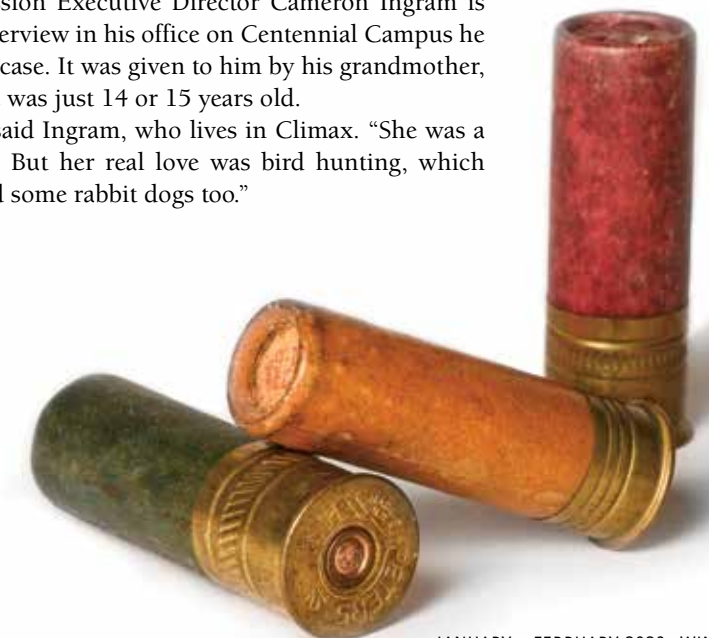 sion Executive Director Cameron Ingram is
erview in his office on Centennial Campus he
case. It was given to him by his grandmother,
was just 14 or 15 years old.
said Ingram, who lives in Climax. “She was a
But her real love was bird hunting, which
d some rabbit dogs too.”
PETERS